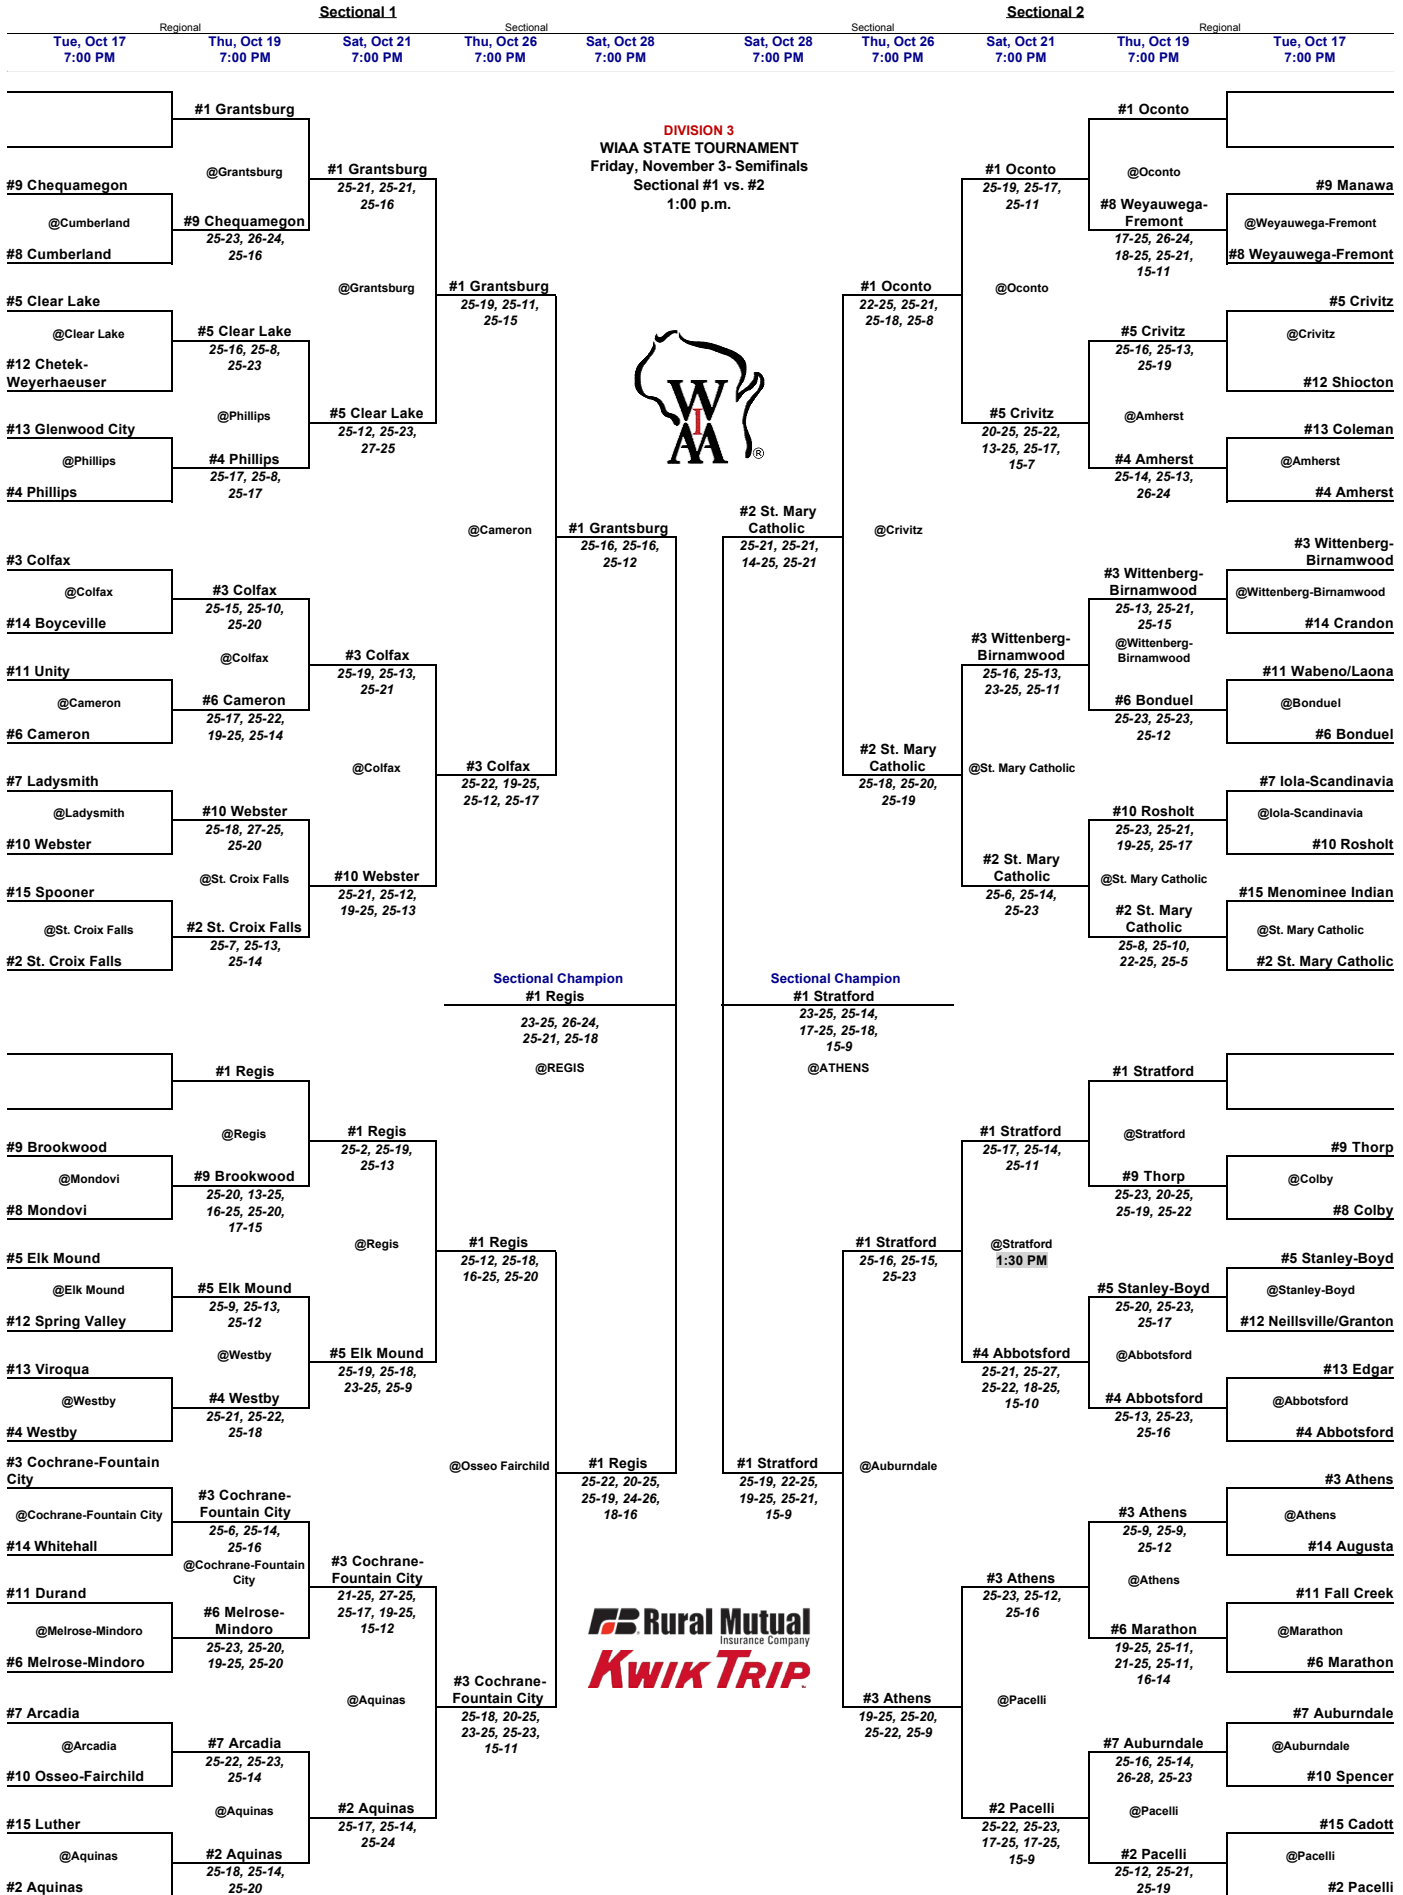 Sectional 1
Sectional 2
Regional
Sectional
Sectional
Regional
Tue, Oct 17
7:00 PM
Thu, Oct 19
7:00 PM
Sat, Oct 21
7:00 PM
Thu, Oct 26
7:00 PM
Sat, Oct 28
7:00 PM
Sat, Oct 28
7:00 PM
Thu, Oct 26
7:00 PM
Sat, Oct 21
7:00 PM
Thu, Oct 19
7:00 PM
Tue, Oct 17
7:00 PM
DIVISION 3
WIAA STATE TOURNAMENT
Friday, November 3- Semifinals
Sectional #1 vs. #2
1:00 p.m.
WIAA
®
#9 Chequamegon
@Cumberland
#8 Cumberland
#5 Clear Lake
@Clear Lake
#12 Chetek-
Weyerhaeuser
#13 Glenwood City
@Phillips
#4 Phillips
#3 Colfax
@Colfax
#14 Boyceville
#11 Unity
@Cameron
#6 Cameron
#7 Ladysmith
@Ladysmith
#10 Webster
#15 Spooner
@St. Croix Falls
#2 St. Croix Falls
#1 Grantsburg
@Grantsburg
#9 Chequamegon
25-23, 26-24,
25-16
#5 Clear Lake
25-16, 25-8,
25-23
@Phillips
#4 Phillips
25-17, 25-8,
25-17
#3 Colfax
25-15, 25-10,
25-20
@Colfax
#6 Cameron
25-17, 25-22,
19-25, 25-14
#10 Webster
25-18, 27-25,
25-20
@St. Croix Falls
#2 St. Croix Falls
25-7, 25-13,
25-14
#1 Grantsburg
25-21, 25-21,
25-16
@Grantsburg
#5 Clear Lake
25-12, 25-23,
27-25
#3 Colfax
25-19, 25-13,
25-21
@Colfax
#10 Webster
25-21, 25-12,
19-25, 25-13
#1 Grantsburg
25-19, 25-11,
25-15
@Cameron
#3 Colfax
25-22, 19-25,
25-12, 25-17
#1 Grantsburg
25-16, 25-16,
25-12
Sectional Champion
#1 Regis
23-25, 26-24,
25-21, 25-18
@REGIS
#9 Brookwood
@Mondovi
#8 Mondovi
#5 Elk Mound
@Elk Mound
#12 Spring Valley
#13 Viroqua
@Westby
#4 Westby
#3 Cochrane-Fountain
City
@Cochrane-Fountain City
#14 Whitehall
#11 Durand
@Melrose-Mindoro
#6 Melrose-Mindoro
#7 Arcadia
@Arcadia
#10 Osseo-Fairchild
#15 Luther
@Aquinas
#2 Aquinas
#1 Regis
@Regis
#9 Brookwood
25-20, 13-25,
16-25, 25-20,
17-15
#5 Elk Mound
25-9, 25-13,
25-12
@Westby
#4 Westby
25-21, 25-22,
25-18
#3 Cochrane-
Fountain City
25-6, 25-14,
25-16
@Cochrane-Fountain
City
#6 Melrose-
Mindoro
25-23, 25-20,
19-25, 25-20
#7 Arcadia
25-22, 25-23,
25-14
@Aquinas
#2 Aquinas
25-18, 25-14,
25-20
#1 Regis
25-2, 25-19,
25-13
@Regis
#5 Elk Mound
25-19, 25-18,
23-25, 25-9
#3 Cochrane-
Fountain City
21-25, 27-25,
25-17, 19-25,
15-12
@Aquinas
#2 Aquinas
25-17, 25-14,
25-24
#1 Regis
25-12, 25-18,
16-25, 25-20
@Osseo Fairchild
#3 Cochrane-
Fountain City
25-18, 20-25,
23-25, 25-23,
15-11
#1 Regis
25-22, 20-25,
25-19, 24-26,
18-16
#2 St. Mary
Catholic
25-21, 25-21,
14-25, 25-21
Sectional Champion
#1 Stratford
23-25, 25-14,
17-25, 25-18,
15-9
@ATHENS
#1 Oconto
22-25, 25-21,
25-18, 25-8
@Crivitz
#2 St. Mary
Catholic
25-18, 25-20,
25-19
#1 Oconto
25-19, 25-17,
25-11
@Oconto
#5 Crivitz
20-25, 25-22,
13-25, 25-17,
15-7
#3 Wittenberg-
Birnamwood
25-16, 25-13,
23-25, 25-11
@St. Mary Catholic
#2 St. Mary
Catholic
25-6, 25-14,
25-23
#1 Oconto
@Oconto
#8 Weyauwega-
Fremont
17-25, 26-24,
18-25, 25-21,
15-11
#5 Crivitz
25-16, 25-13,
25-19
@Amherst
#4 Amherst
25-14, 25-13,
26-24
#3 Wittenberg-
Birnamwood
25-13, 25-21,
25-15
@Wittenberg-
Birnamwood
#6 Bonduel
25-23, 25-23,
25-12
#10 Rosholt
25-23, 25-21,
19-25, 25-17
@St. Mary Catholic
#2 St. Mary
Catholic
25-8, 25-10,
22-25, 25-5
#9 Manawa
@Weyauwega-Fremont
#8 Weyauwega-Fremont
#5 Crivitz
@Crivitz
#12 Shiocton
#13 Coleman
@Amherst
#4 Amherst
#3 Wittenberg-
Birnamwood
@Wittenberg-Birnamwood
#14 Crandon
#11 Wabeno/Laona
@Bonduel
#6 Bonduel
#7 Iola-Scandinavia
@Iola-Scandinavia
#10 Rosholt
#15 Menominee Indian
@St. Mary Catholic
#2 St. Mary Catholic
#1 Stratford
25-19, 22-25,
19-25, 25-21,
15-9
#1 Stratford
25-16, 25-15,
25-23
@Auburndale
#3 Athens
19-25, 25-20,
25-22, 25-9
#1 Stratford
25-17, 25-14,
25-11
@Stratford
1:30 PM
#4 Abbotsford
25-21, 25-27,
25-22, 18-25,
15-10
#3 Athens
25-23, 25-12,
25-16
@Pacelli
#2 Pacelli
25-22, 25-23,
17-25, 17-25,
15-9
#1 Stratford
@Stratford
#9 Thorp
25-23, 20-25,
25-19, 25-22
#5 Stanley-Boyd
25-20, 25-23,
25-17
@Abbotsford
#4 Abbotsford
25-13, 25-23,
25-16
#3 Athens
25-9, 25-9,
25-12
@Athens
#6 Marathon
19-25, 25-11,
21-25, 25-11,
16-14
#7 Auburndale
25-16, 25-14,
26-28, 25-23
@Pacelli
#2 Pacelli
25-12, 25-21,
25-19
#9 Thorp
@Colby
#8 Colby
#5 Stanley-Boyd
@Stanley-Boyd
#12 Neillsville/Granton
#13 Edgar
@Abbotsford
#4 Abbotsford
#3 Athens
@Athens
#14 Augusta
#11 Fall Creek
@Marathon
#6 Marathon
#7 Auburndale
@Auburndale
#10 Spencer
#15 Cadott
@Pacelli
#2 Pacelli
Rural Mutual
Insurance Company
KWIK TRIP